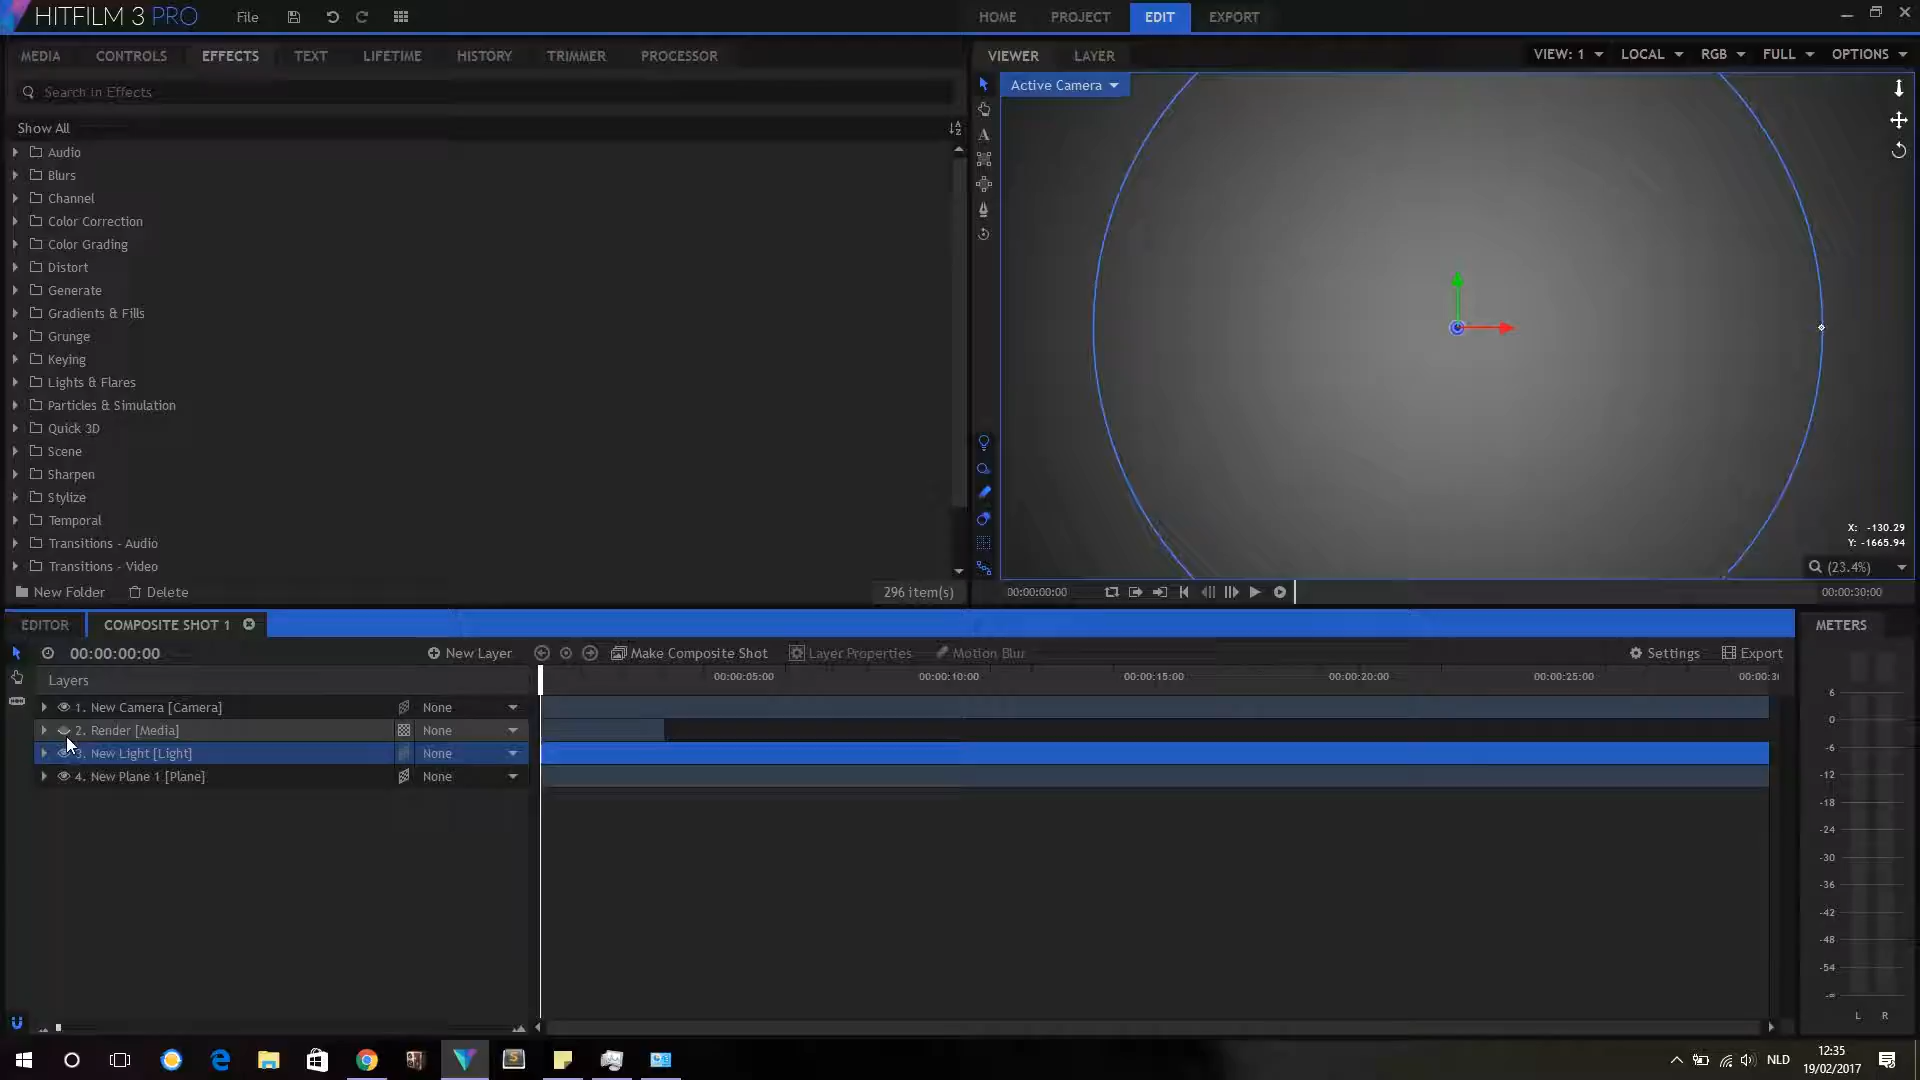 HITFILM 3 PRO File HOME PROJECT EDIT EXPORT
MEDIA CONTROLS EFFECTS TEXT LIFETIME HISTORY TRIMMER PROCESSOR
Search in Effects
Show All
Audio
Blurs
Channel
Color Correction
Color Grading
Distort
Generate
Gradients & Fills
Grunge
Keying
Lights & Flares
Particles & Simulation
Quick 3D
Scene
Sharpen
Stylize
Temporal
Transitions - Audio
Transitions - Video
New Folder Delete 296 item(s)
VIEWER LAYER VIEW: 1 LOCAL RGB FULL OPTIONS
Active Camera
X: -130.29
Y: -1665.94
(23.4%)
00:00:00:00 00:00:30:00
EDITOR COMPOSITE SHOT 1
00:00:00:00 New Layer Make Composite Shot Layer Properties Motion Blur Settings Export
Layers 00:00:05:00 00:00:10:00 00:00:15:00 00:00:20:00 00:00:25:00
1. New Camera [Camera] None
2. Render [Media] None
3. New Light [Light] None
4. New Plane 1 [Plane] None
METERS
6
0
-6
-12
-18
-24
-30
-36
-42
-48
-54
-∞
L R
NLD
12:35
19/02/2017